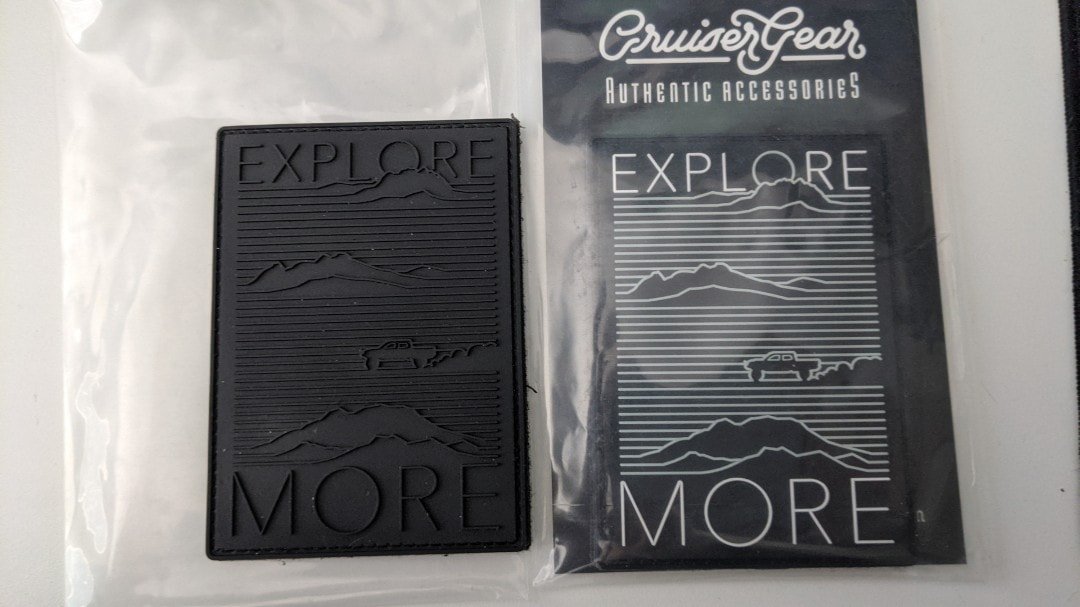 EXPLORE
MORE
CruiserGear
AUTHENTIC ACCESSORIES
EXPLORE
MORE
n